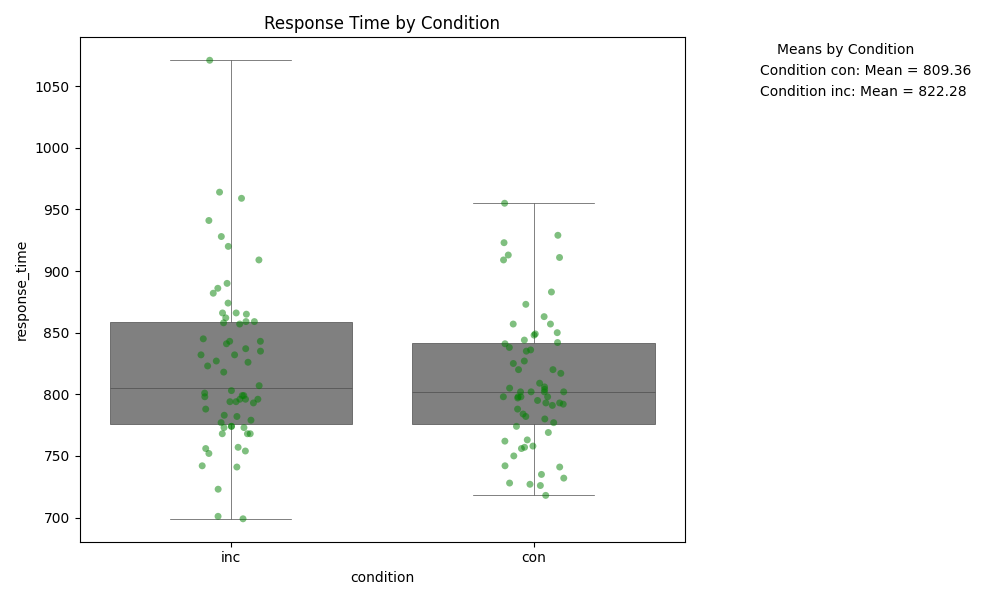 Response Time by Condition
Means by Condition
Condition con: Mean = 809.36
Condition inc: Mean = 822.28
response_time
1050
1000
950
900
850
800
750
700
inc
con
condition